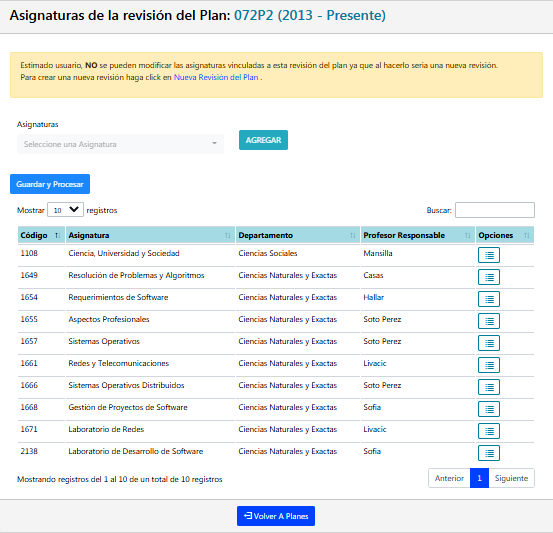 Asignaturas de la revisión del Plan: 072P2 (2013 - Presente)
Estimado usuario, NO se pueden modificar las asignaturas vinculadas a esta revisión del plan ya que al hacerlo seria una nueva revisión.
Para crear una nueva revisión haga click en Nueva Revisión del Plan .
Asignaturas
Seleccione una Asignatura AGREGAR
Guardar y Procesar
Mostrar 10 registros Buscar:
Código Asignatura Departamento Profesor Responsable Opciones
1108 Ciencia, Universidad y Sociedad Ciencias Sociales Mansilla
1649 Resolución de Problemas y Algoritmos Ciencias Naturales y Exactas Casas
1654 Requerimientos de Software Ciencias Naturales y Exactas Hallar
1655 Aspectos Profesionales Ciencias Naturales y Exactas Soto Perez
1657 Sistemas Operativos Ciencias Naturales y Exactas Soto Perez
1661 Redes y Telecomunicaciones Ciencias Naturales y Exactas Livacic
1666 Sistemas Operativos Distribuidos Ciencias Naturales y Exactas Soto Perez
1668 Gestión de Proyectos de Software Ciencias Naturales y Exactas Sofia
1671 Laboratorio de Redes Ciencias Naturales y Exactas Livacic
2138 Laboratorio de Desarrollo de Software Ciencias Naturales y Exactas Sofia
Mostrando registros del 1 al 10 de un total de 10 registros Anterior 1 Siguiente
Volver A Planes